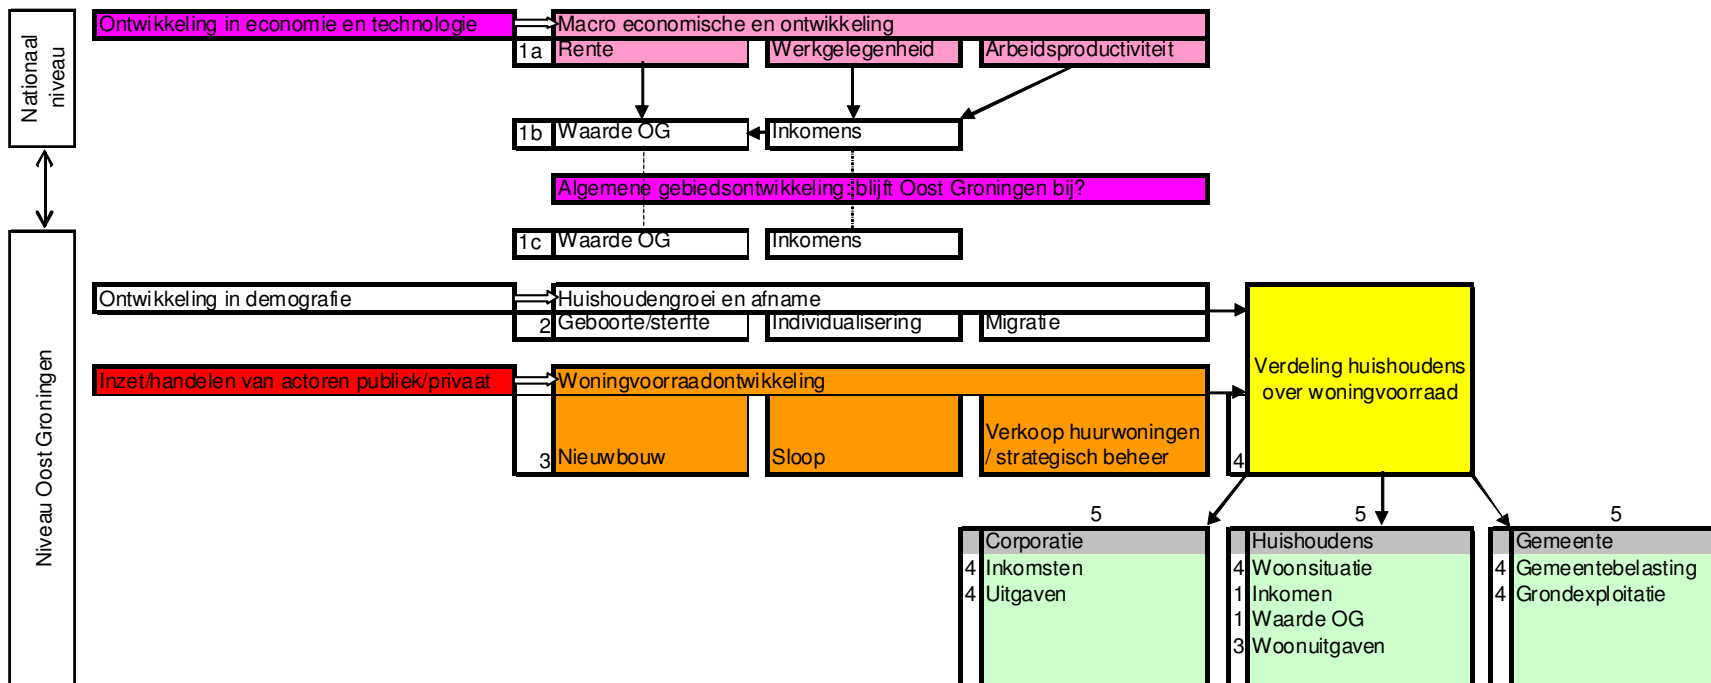 Nationaal
niveau
Ontwikkeling in economie en technologie
Macro economische en ontwikkeling
1a Rente Werkgelegenheid Arbeidsproductiviteit
1b Waarde OG Inkomens
Algemene gebiedsontwikkeling: blijft Oost Groningen bij?
1c Waarde OG Inkomens
Niveau Oost Groningen
Ontwikkeling in demografie
Huishoudengroei en afname
2 Geboorte/sterfte Individualisering Migratie
Inzet/handelen van actoren publiek/privaat
Woningvoorraadontwikkeling
3 Nieuwbouw Sloop
Verkoop huurwoningen
/ strategisch beheer
Verdeling huishoudens
over woningvoorraad
4
5
Corporatie
4 Inkomsten
4 Uitgaven
5
Huishoudens
4 Woonsituatie
1 Inkomen
1 Waarde OG
3 Woonuitgaven
5
Gemeente
4 Gemeentebelasting
4 Grondexploitatie